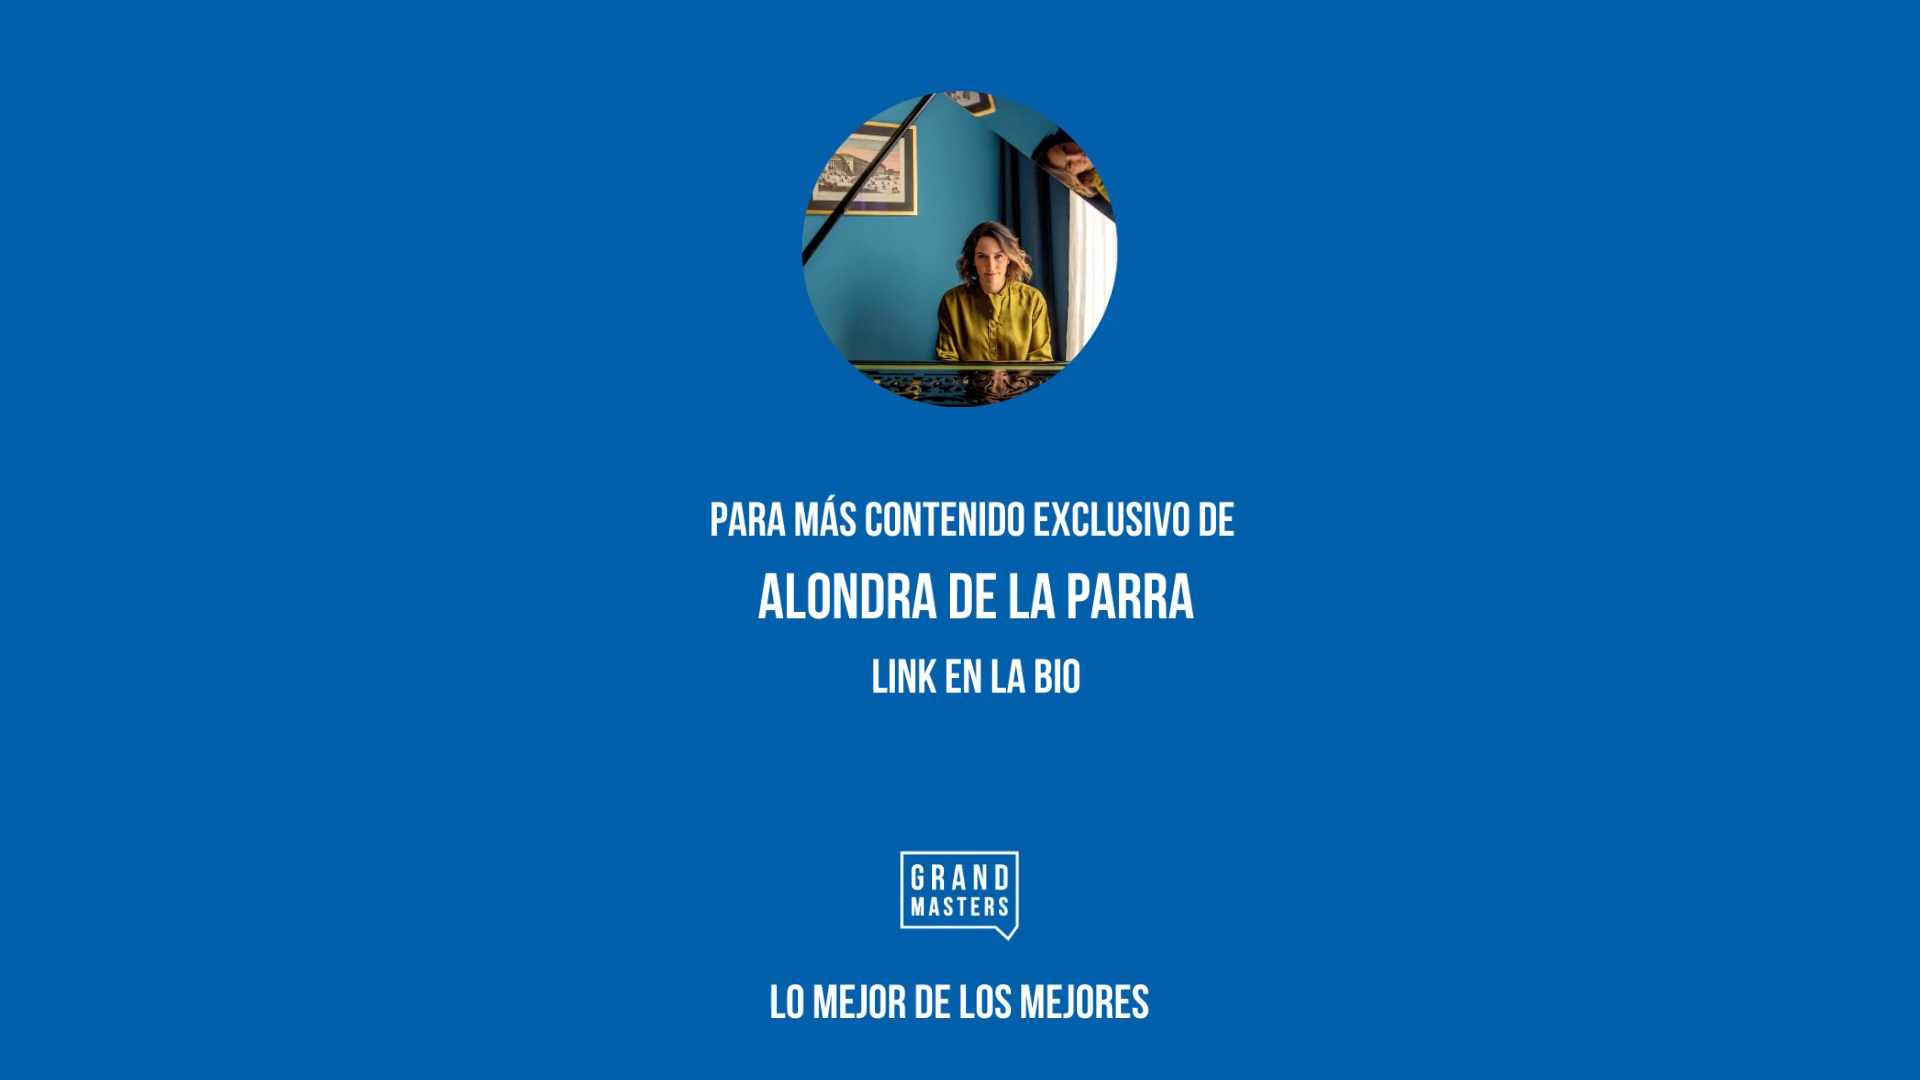 PARA MÁS CONTENIDO EXCLUSIVO DE
ALONDRA DE LA PARRA
LINK EN LA BIO
GRAND
MASTERS
LO MEJOR DE LOS MEJORES